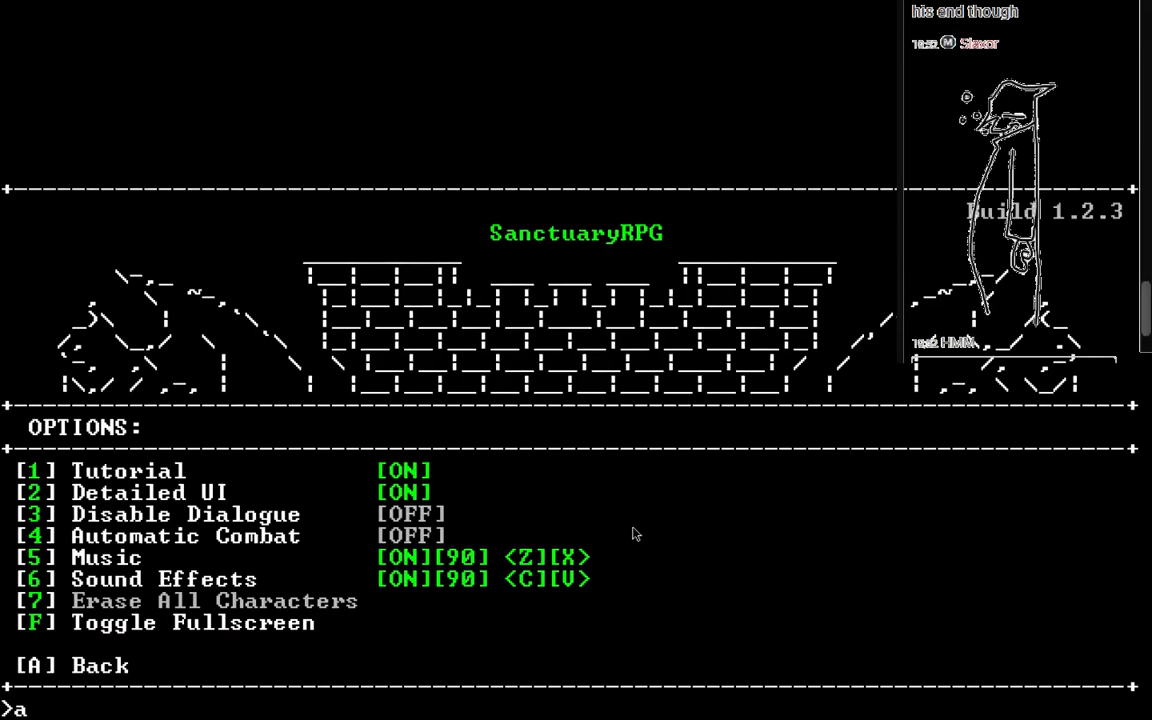 his end though
Slaxor
Build 1.2.3
SanctuaryRPG
HMM
OPTIONS:
[1] Tutorial [ON]
[2] Detailed UI [ON]
[3] Disable Dialogue [OFF]
[4] Automatic Combat [OFF]
[5] Music [ON][90] <Z][X>
[6] Sound Effects [ON][90] <C][V>
[7] Erase All Characters
[F] Toggle Fullscreen
[A] Back
>a